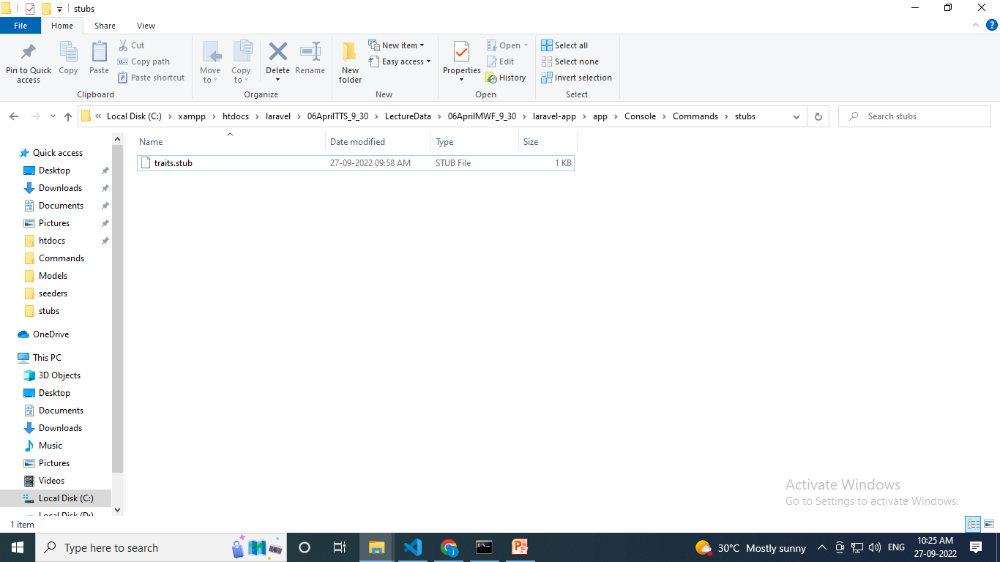 stubs
File Home Share View
Pin to Quick access
Copy
Paste
Cut
Copy path
Paste shortcut
Clipboard
Move to
Copy to
Delete
Rename
Organize
New folder
New item
Easy access
New
Properties
Open
Edit
History
Open
Select all
Select none
Invert selection
Select
« Local Disk (C:) › xampp › htdocs › laravel › 06AprilTTS_9_30 › LectureData › 06AprilMWF_9_30 › laravel-app › app › Console › Commands › stubs
Search stubs
Name Date modified Type Size
traits.stub 27-09-2022 09:58 AM STUB File 1 KB
Quick access
Desktop
Downloads
Documents
Pictures
htdocs
Commands
Models
seeders
stubs
OneDrive
This PC
3D Objects
Desktop
Documents
Downloads
Music
Pictures
Videos
Local Disk (C:)
Local Disk (D:)
Activate Windows
Go to Settings to activate Windows.
1 item
Type here to search
30°C Mostly sunny
ENG
10:25 AM
27-09-2022